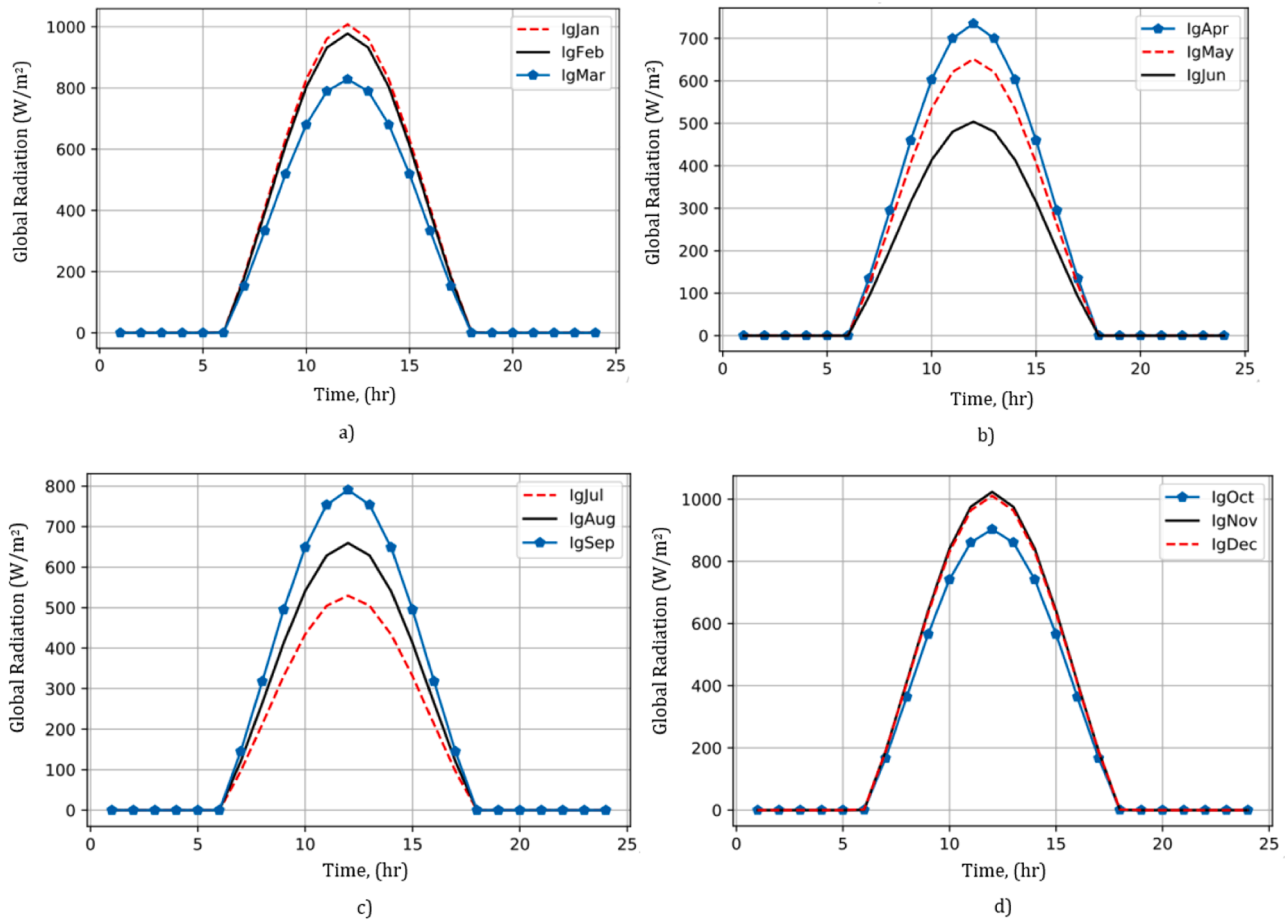 1000
800
600
400
200
0
Global Radiation (W/m²)
IgJan
IgFeb
IgMar
0 5 10 15 20 25
Time, (hr)
a)
700
600
500
400
300
200
100
0
Global Radiation (W/m²)
IgApr
IgMay
IgJun
0 5 10 15 20 25
Time, (hr)
b)
800
700
600
500
400
300
200
100
0
Global Radiation (W/m²)
IgJul
IgAug
IgSep
0 5 10 15 20 25
Time, (hr)
c)
1000
800
600
400
200
0
Global Radiation (W/m²)
IgOct
IgNov
IgDec
0 5 10 15 20 25
Time, (hr)
d)